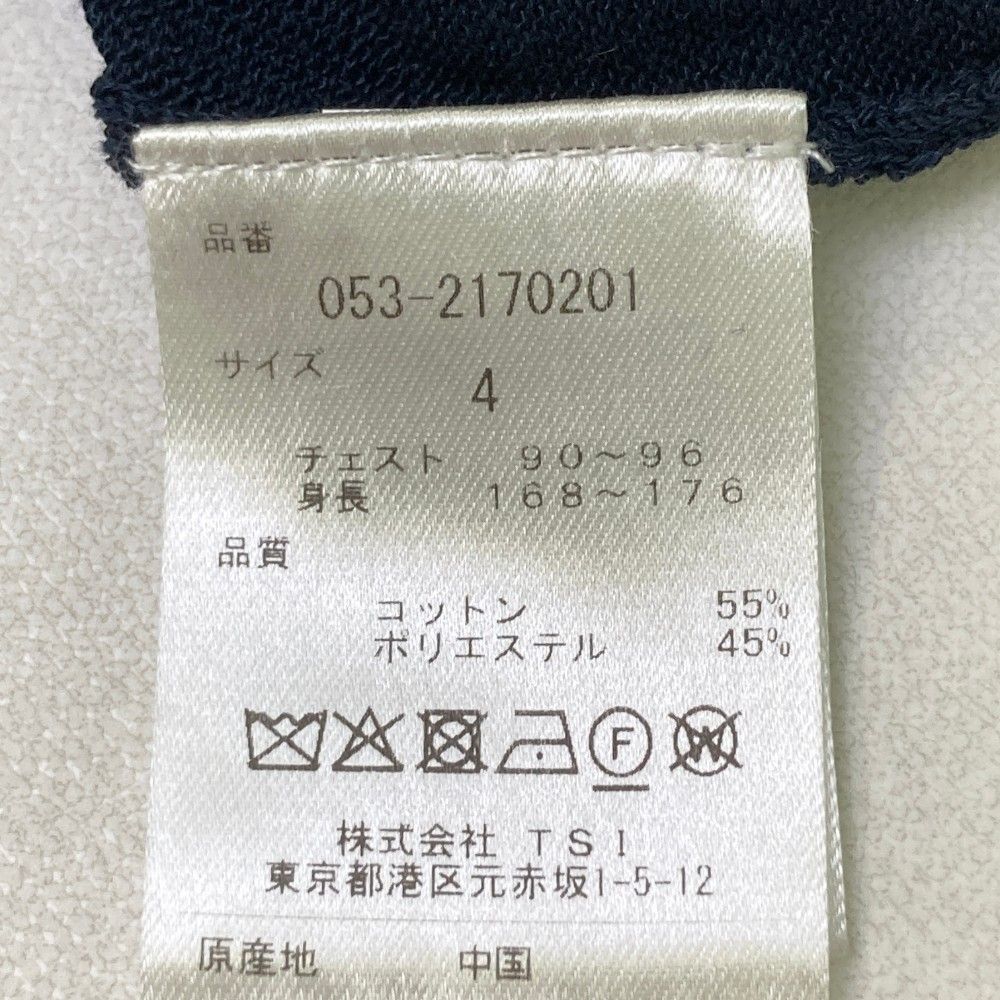 品番
053-2170201
サイズ
4
チェスト 90～96
身長 168～176
品質
コットン 55%
ポリエステル 45%
F W
株式会社 TSI
東京都港区元赤坂1-5-12
原産地 中国